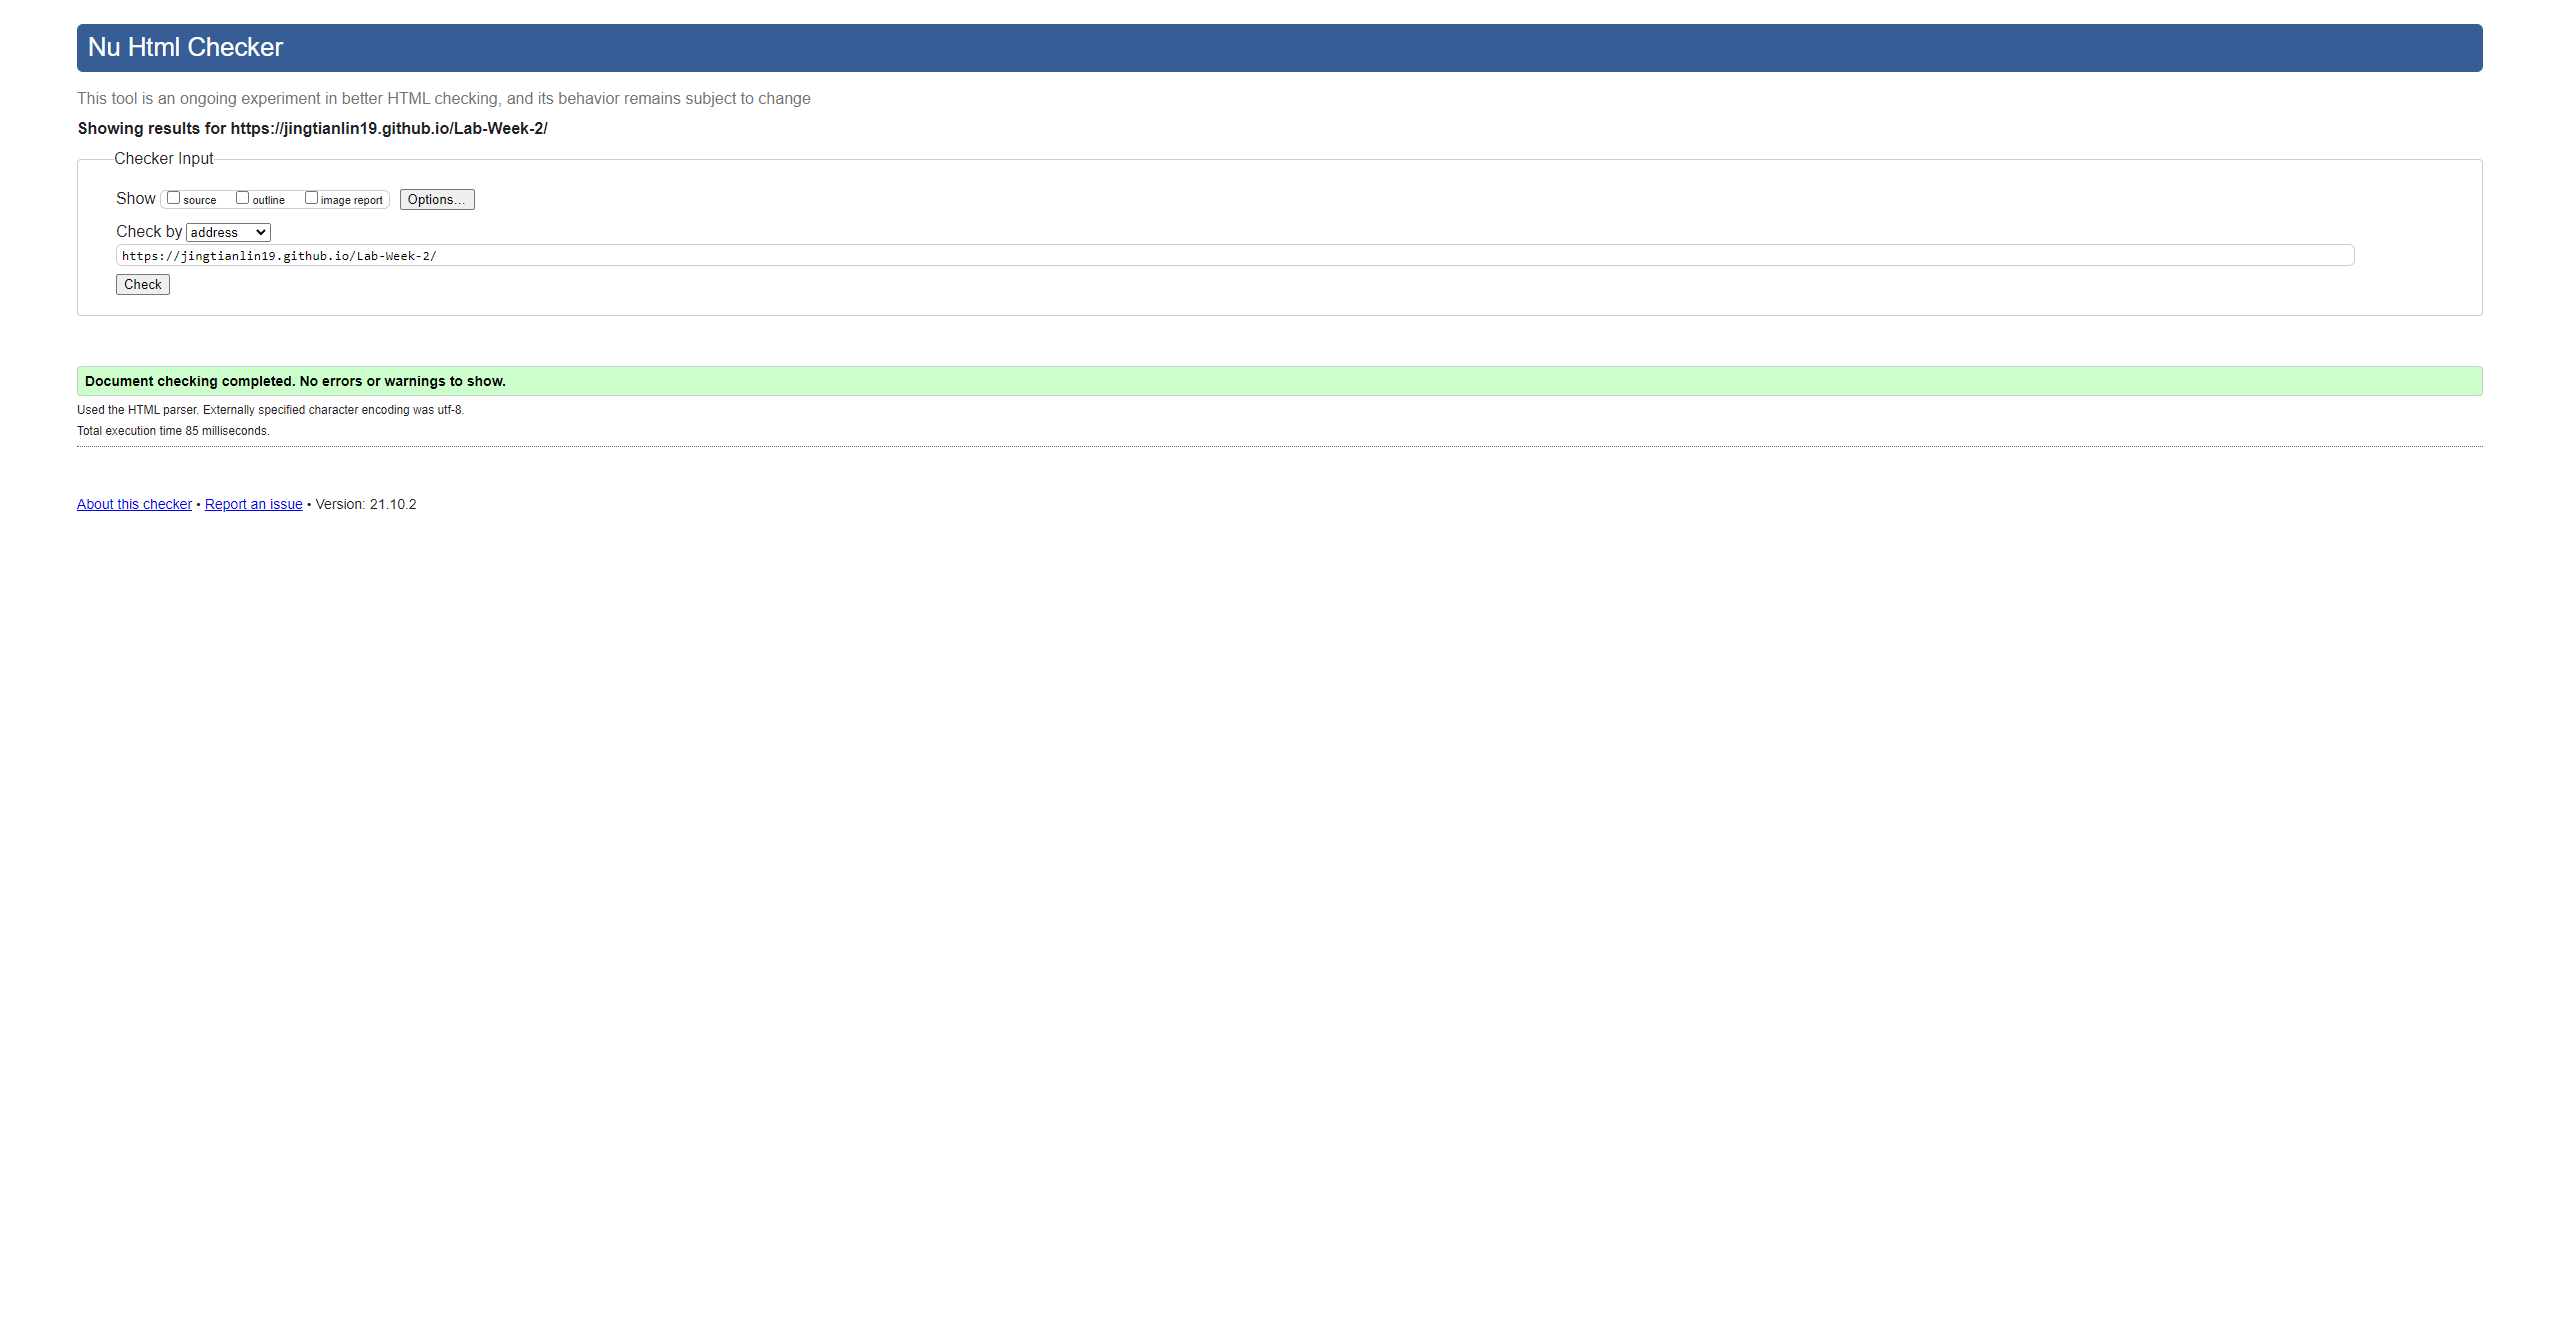 Nu Html Checker
This tool is an ongoing experiment in better HTML checking, and its behavior remains subject to change
Showing results for https://jingtianlin19.github.io/Lab-Week-2/
Checker Input
Show source outline image report Options...
Check by address
https://jingtianlin19.github.io/Lab-Week-2/
Check
Document checking completed. No errors or warnings to show.
Used the HTML parser. Externally specified character encoding was utf-8.
Total execution time 85 milliseconds.
About this checker • Report an issue • Version: 21.10.2